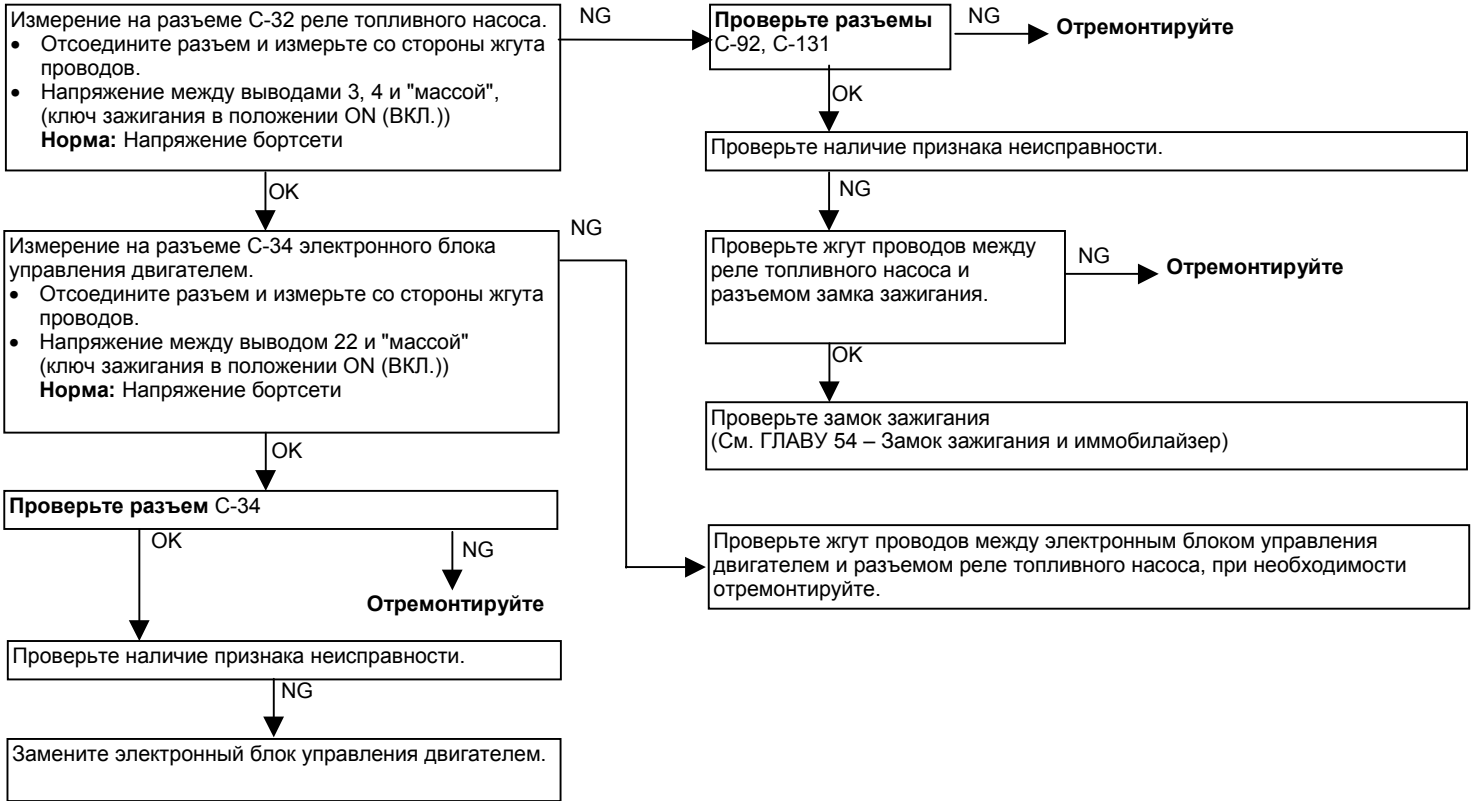 Измерение на разъеме С-32 реле топливного насоса.
• Отсоедините разъем и измерьте со стороны жгута
проводов.
• Напряжение между выводами 3, 4 и "массой",
(ключ зажигания в положении ON (ВКЛ.))
Норма: Напряжение бортсети
NG
Проверьте разъемы
С-92, С-131
NG
Отремонтируйте
OK
Проверьте наличие признака неисправности.
NG
Проверьте жгут проводов между
реле топливного насоса и
разъемом замка зажигания.
NG
Отремонтируйте
OK
Проверьте замок зажигания
(См. ГЛАВУ 54 – Замок зажигания и иммобилайзер)
OK
Измерение на разъеме С-34 электронного блока
управления двигателем.
• Отсоедините разъем и измерьте со стороны жгута
проводов.
• Напряжение между выводом 22 и "массой"
(ключ зажигания в положении ON (ВКЛ.))
Норма: Напряжение бортсети
NG
Проверьте жгут проводов между электронным блоком управления
двигателем и разъемом реле топливного насоса, при необходимости
отремонтируйте.
OK
Проверьте разъем С-34
OK
NG
Отремонтируйте
Проверьте наличие признака неисправности.
NG
Замените электронный блок управления двигателем.